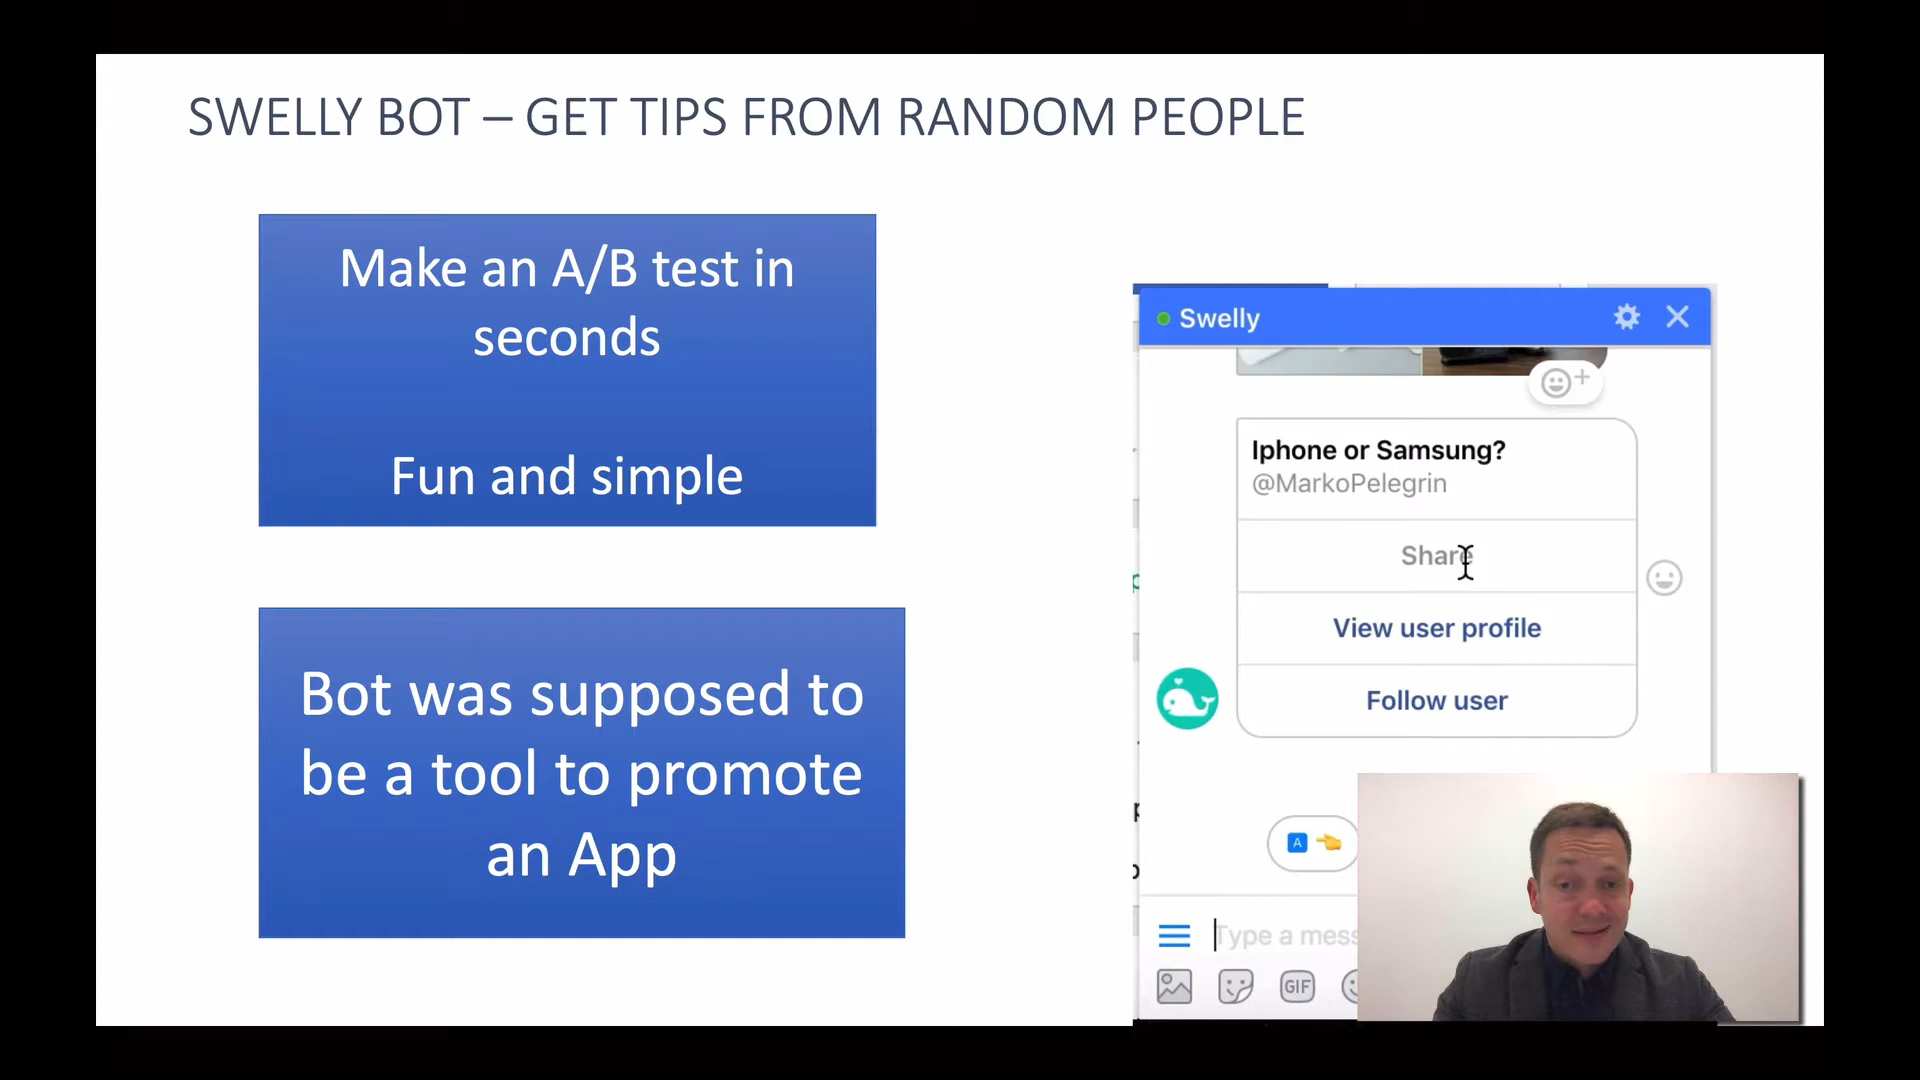 SWELLY BOT – GET TIPS FROM RANDOM PEOPLE
Make an A/B test in
seconds
Fun and simple
Bot was supposed to
be a tool to promote
an App
Swelly
Iphone or Samsung?
@MarkoPelegrin
Share
View user profile
Follow user
A
Type a mess
GIF